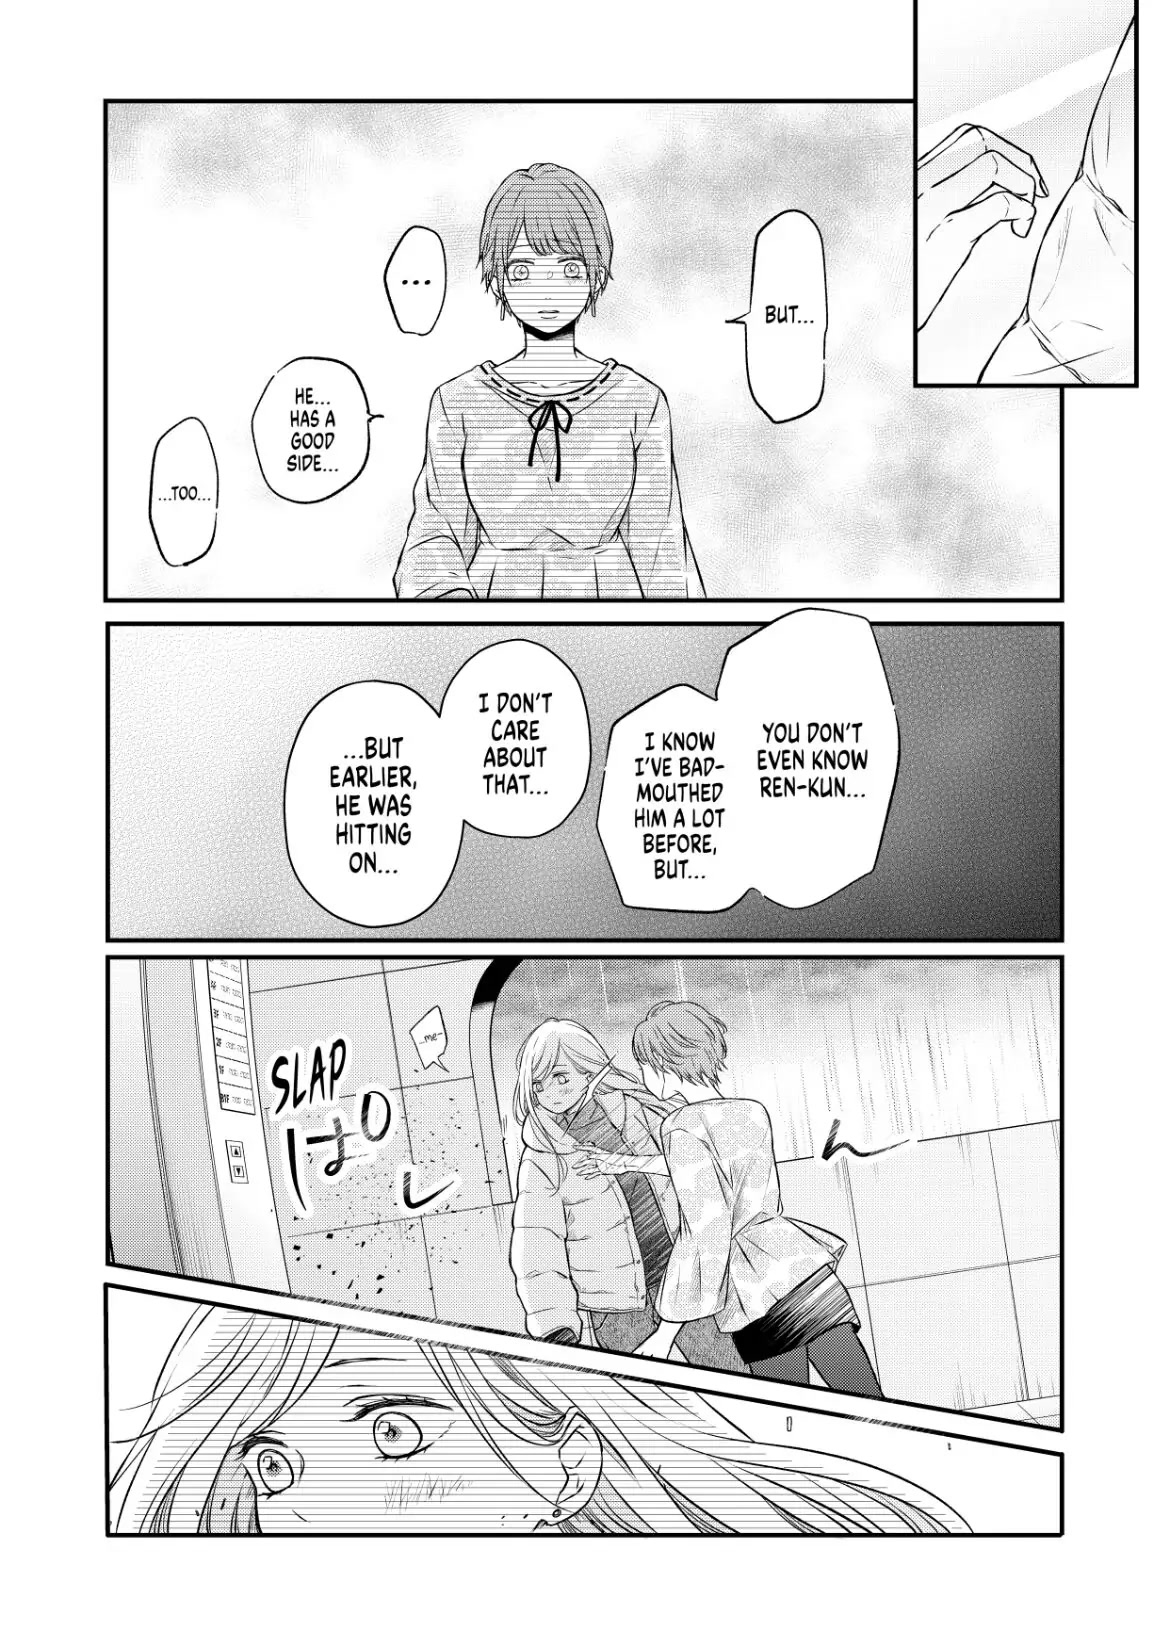 BUT...
...
HE...
HAS A
GOOD
SIDE...
...TOO...
YOU DON'T
EVEN KNOW
REN-KUN...
I KNOW
I'VE BAD-
MOUTHED
HIM A LOT
BEFORE,
BUT...
I DON'T
CARE
ABOUT
THAT...
...BUT
EARLIER,
HE WAS
HITTING
ON...
...me-
SLAP
ぱしん
B1F